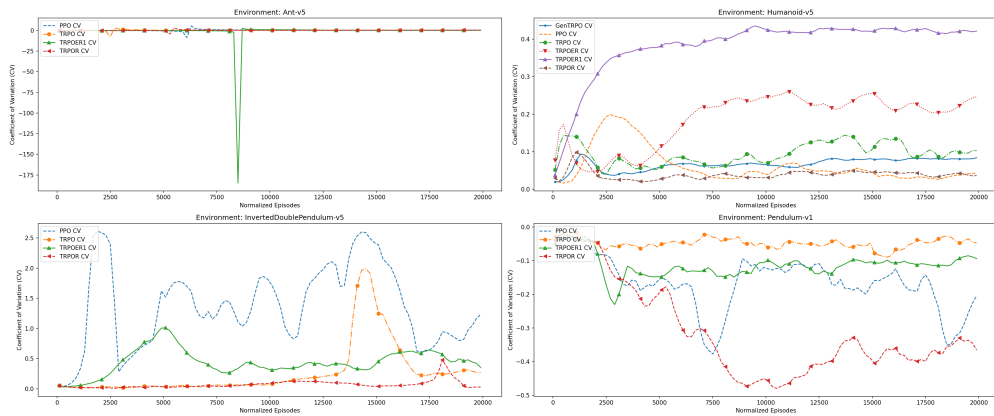 Environment: Ant-v5
PPO CV
TRPO CV
TRPOER1 CV
TRPOR CV
Coefficient of Variation (CV)
0
−25
−50
−75
−100
−125
−150
−175
0 2500 5000 7500 10000 12500 15000 17500 20000
Normalized Episodes
Environment: Humanoid-v5
GenTRPO CV
PPO CV
TRPO CV
TRPOER CV
TRPOER1 CV
TRPOR CV
Coefficient of Variation (CV)
0.4
0.3
0.2
0.1
0.0
0 2500 5000 7500 10000 12500 15000 17500 20000
Normalized Episodes
Environment: InvertedDoublePendulum-v5
PPO CV
TRPO CV
TRPOER1 CV
TRPOR CV
Coefficient of Variation (CV)
2.5
2.0
1.5
1.0
0.5
0.0
0 2500 5000 7500 10000 12500 15000 17500 20000
Normalized Episodes
Environment: Pendulum-v1
PPO CV
TRPO CV
TRPOER1 CV
TRPOR CV
Coefficient of Variation (CV)
0.0
−0.1
−0.2
−0.3
−0.4
−0.5
0 2500 5000 7500 10000 12500 15000 17500 20000
Normalized Episodes